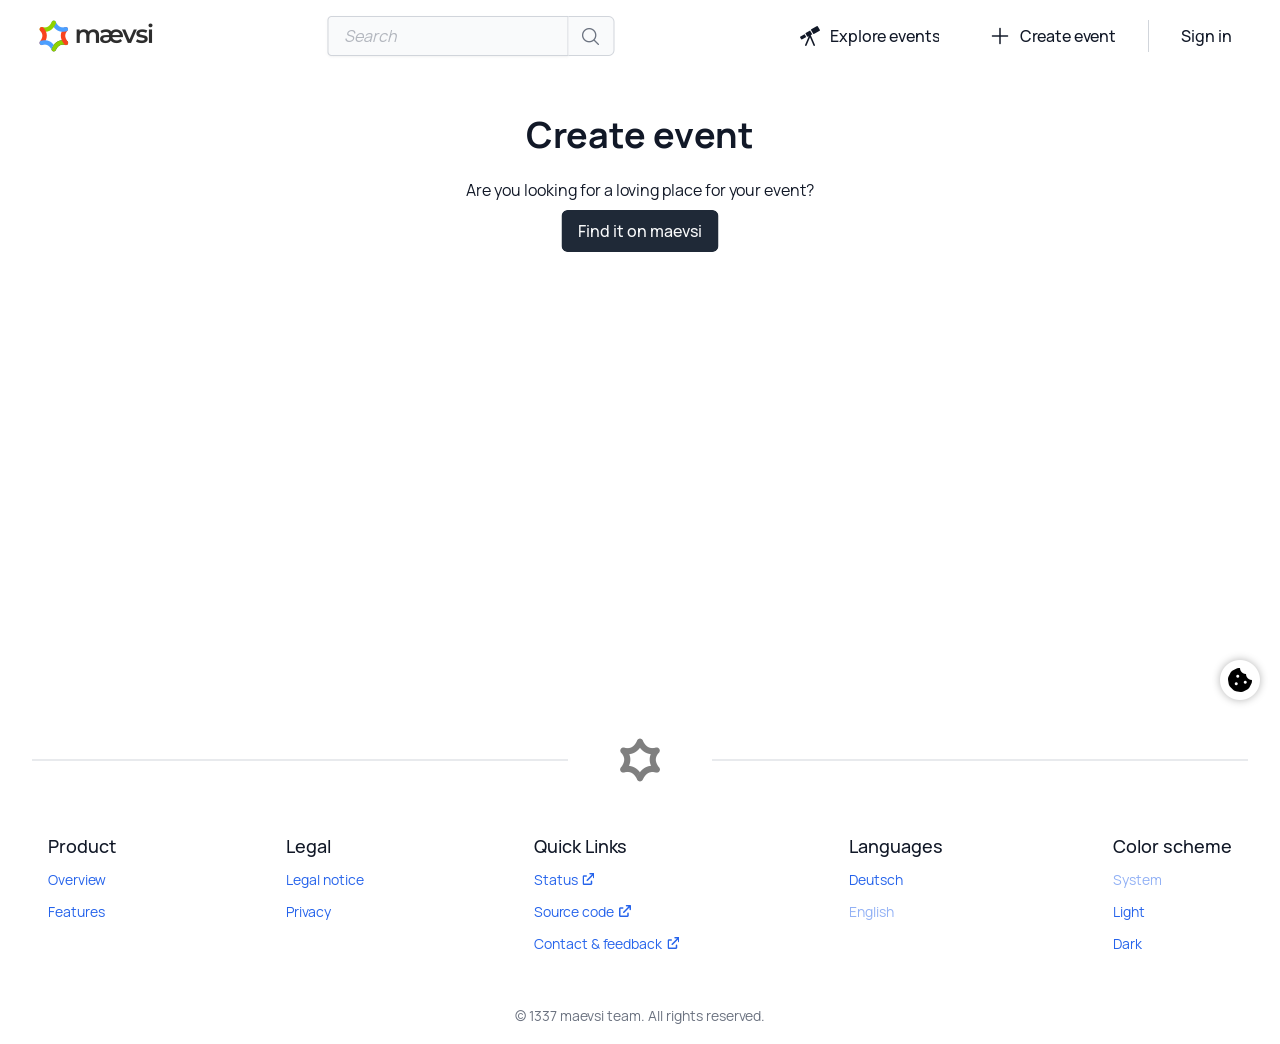 mævsi
Search
Explore events
Create event
Sign in
Create event
Are you looking for a loving place for your event?
Find it on maevsi
Product
Overview
Features
Legal
Legal notice
Privacy
Quick Links
Status
Source code
Contact & feedback
Languages
Deutsch
English
Color scheme
System
Light
Dark
© 1337 maevsi team. All rights reserved.